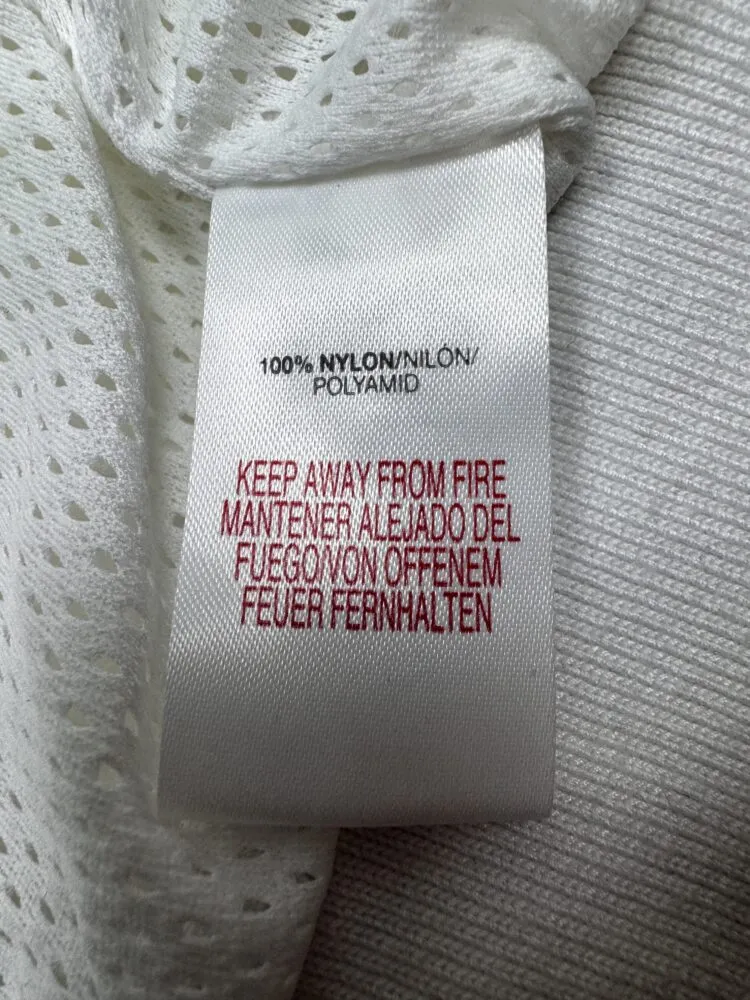 100% NYLON/NILÓN/
POLYAMID
KEEP AWAY FROM FIRE
MANTENER ALEJADO DEL
FUEGO/VON OFFENEM
FEUER FERNHALTEN